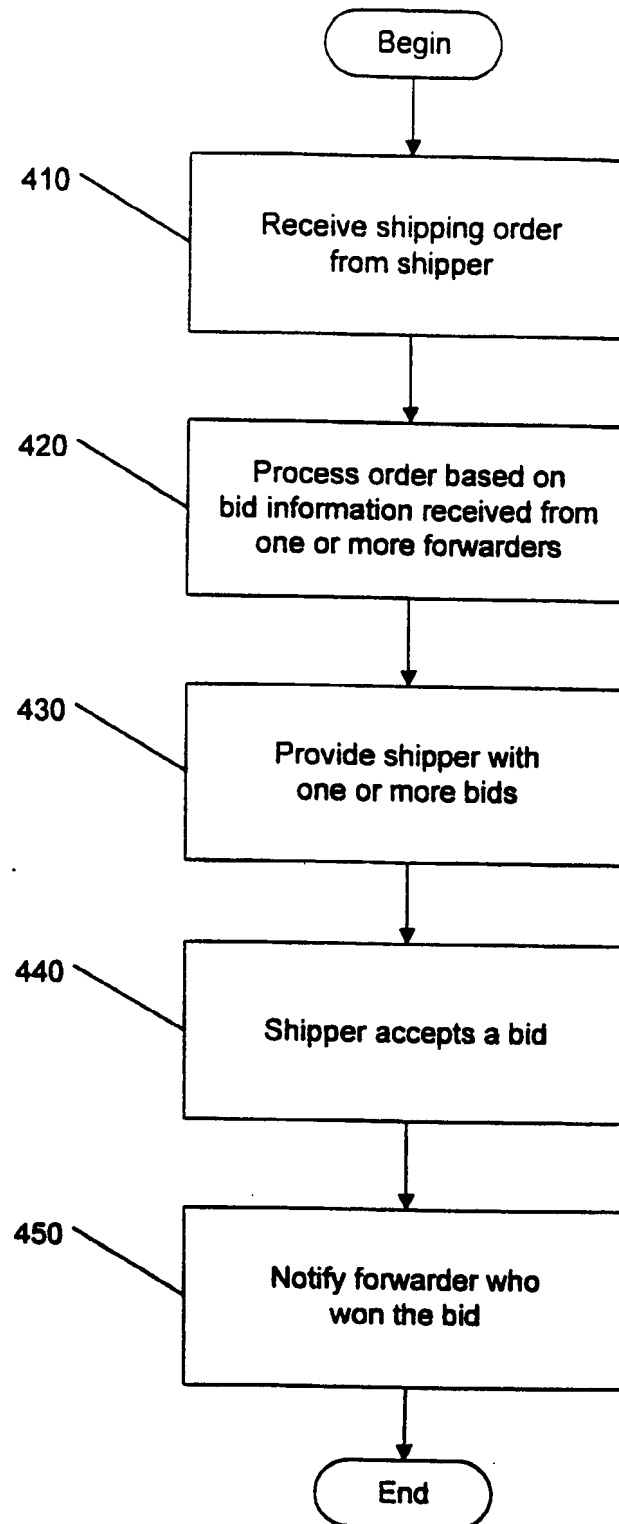 Begin
410
Receive shipping order
from shipper
420
Process order based on
bid information received from
one or more forwarders
430
Provide shipper with
one or more bids
440
Shipper accepts a bid
450
Notify forwarder who
won the bid
End